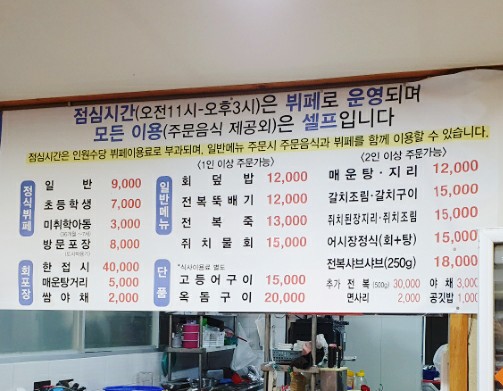 점심시간(오전11시-오후3시)은 뷔페로 운영되며
모든 이용(주문음식 제공외)은 셀프입니다
점심시간은 인원수당 뷔페이용료로 부과되며, 일반메뉴 주문시 주문음식과 뷔페를 함께 이용할 수 있습니다.
정식뷔페
일반 9,000
초등학생 7,000
미취학아동 3,000
방문포장 8,000
회포장
한접시 40,000
매운탕거리 5,000
쌈야채 2,000
일반메뉴
(1인 이상 주문가능)
회덮밥 12,000
전복뚝배기 12,000
전복죽 13,000
쥐치물회 15,000
단품
*식사이용료 별도
고등어구이 15,000
옥돔구이 20,000
(2인 이상 주문가능)
매운탕·지리 12,000
갈치조림·갈치구이 15,000
쥐치된장지리·쥐치조림 15,000
어시장정식(회+탕) 15,000
전복샤브샤브(250g) 18,000
추가 전복(500g) 30,000 야채 3,000
면사리 2,000 공깃밥 1,000